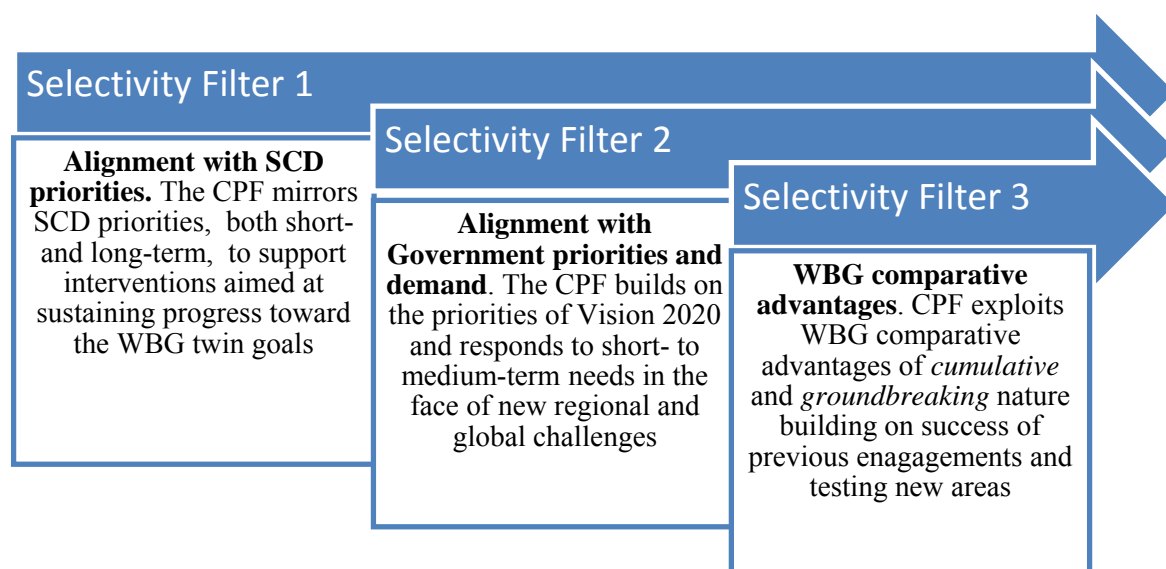 Selectivity Filter 1
Alignment with SCD
priorities. The CPF mirrors
SCD priorities, both short-
and long-term, to support
interventions aimed at
sustaining progress toward
the WBG twin goals
Selectivity Filter 2
Alignment with
Government priorities and
demand. The CPF builds on
the priorities of Vision 2020
and responds to short- to
medium-term needs in the
face of new regional and
global challenges
Selectivity Filter 3
WBG comparative
advantages. CPF exploits
WBG comparative
advantages of cumulative
and groundbreaking nature
building on success of
previous enagagements and
testing new areas